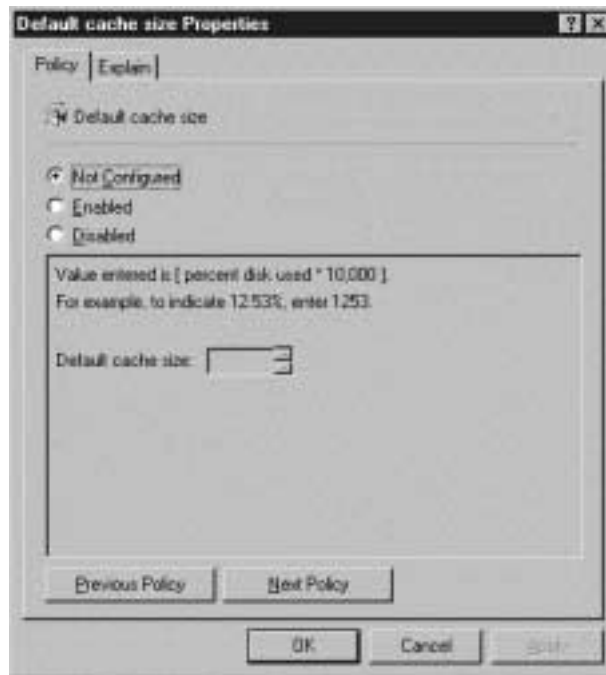 Default cache size Properties
Policy
Explain
Default cache size
Not Configured
Enabled
Disabled
Value entered is [ percent disk used * 10,000 ].
For example, to indicate 12.53%, enter 1253.
Default cache size:
Previous Policy
Next Policy
OK
Cancel
Apply